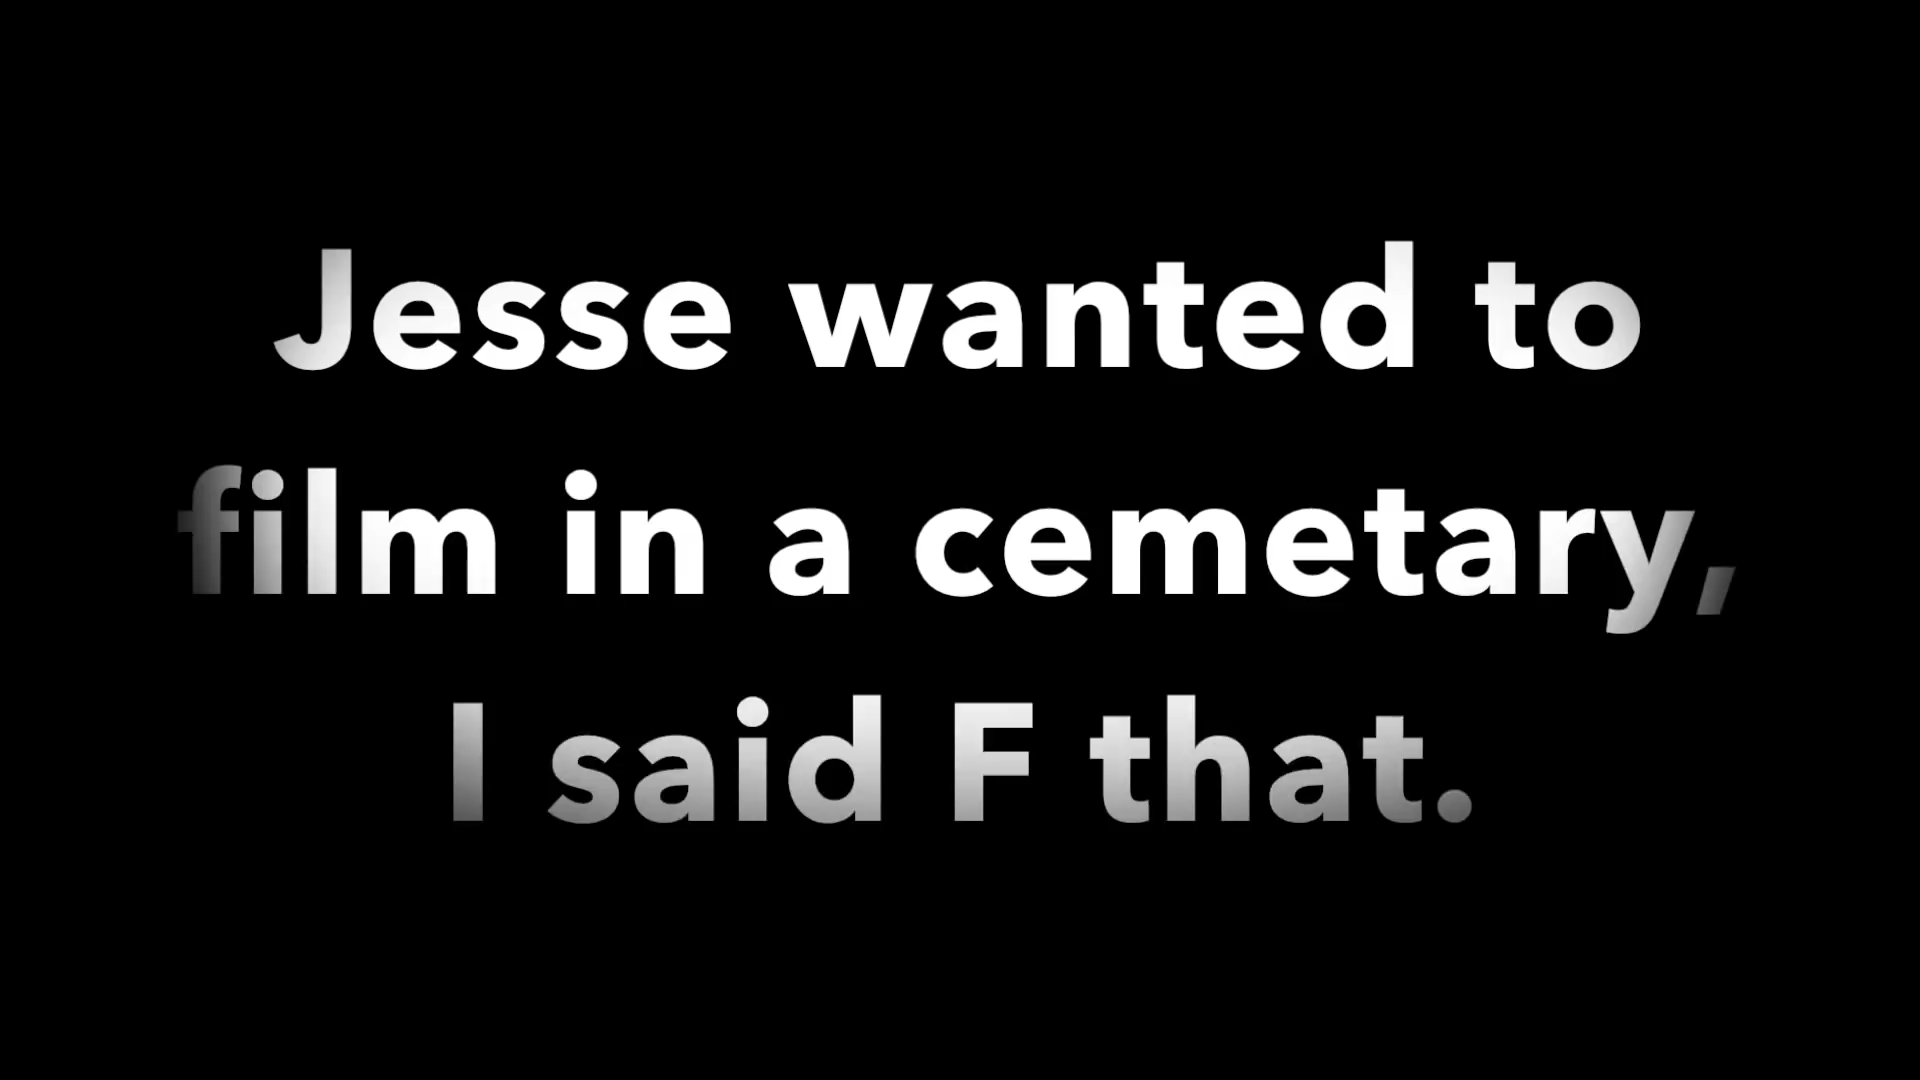 Jesse wanted to
film in a cemetary,
I said F that.